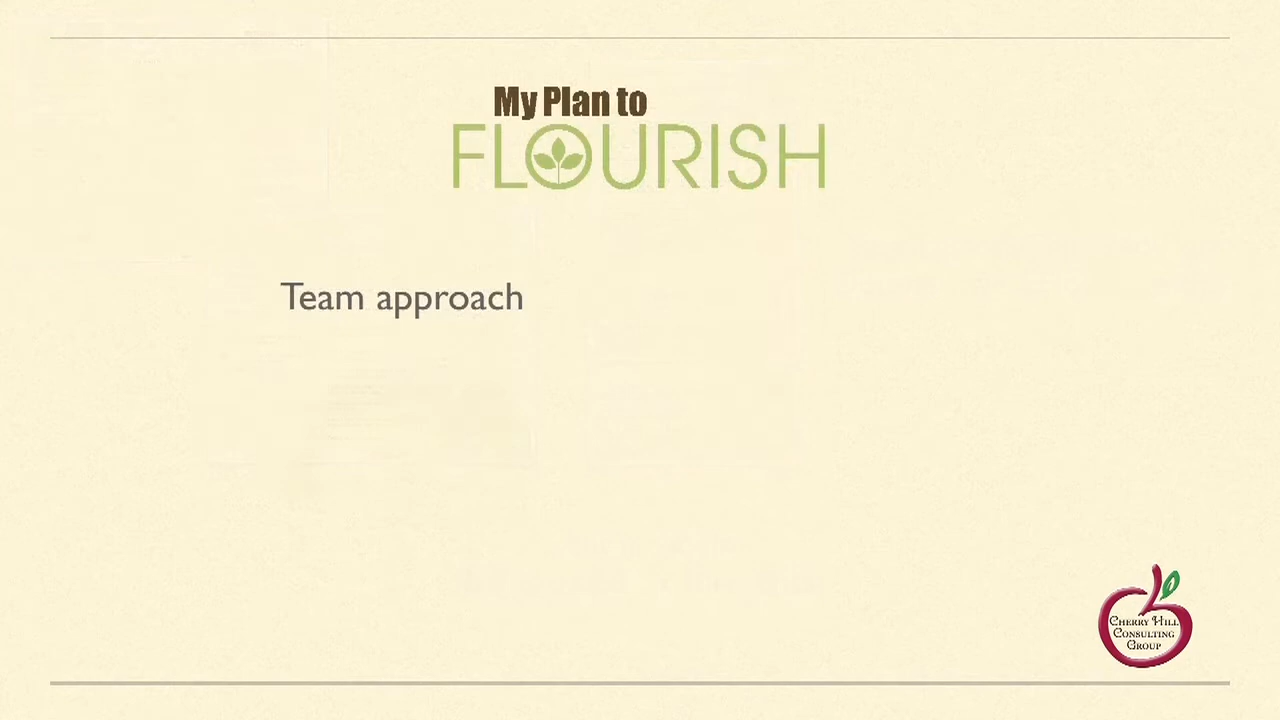 My Plan to
FLOURISH
Team approach
Cherry Hill
Consulting
Group